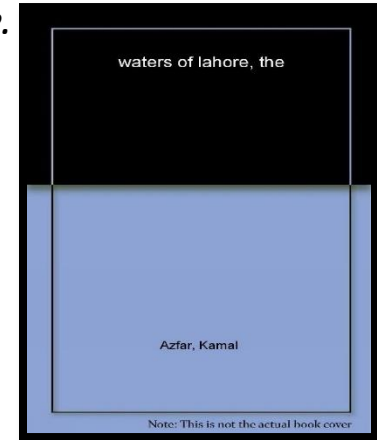 waters of lahore, the
Azfar, Kamal
Note: This is not the actual book cover